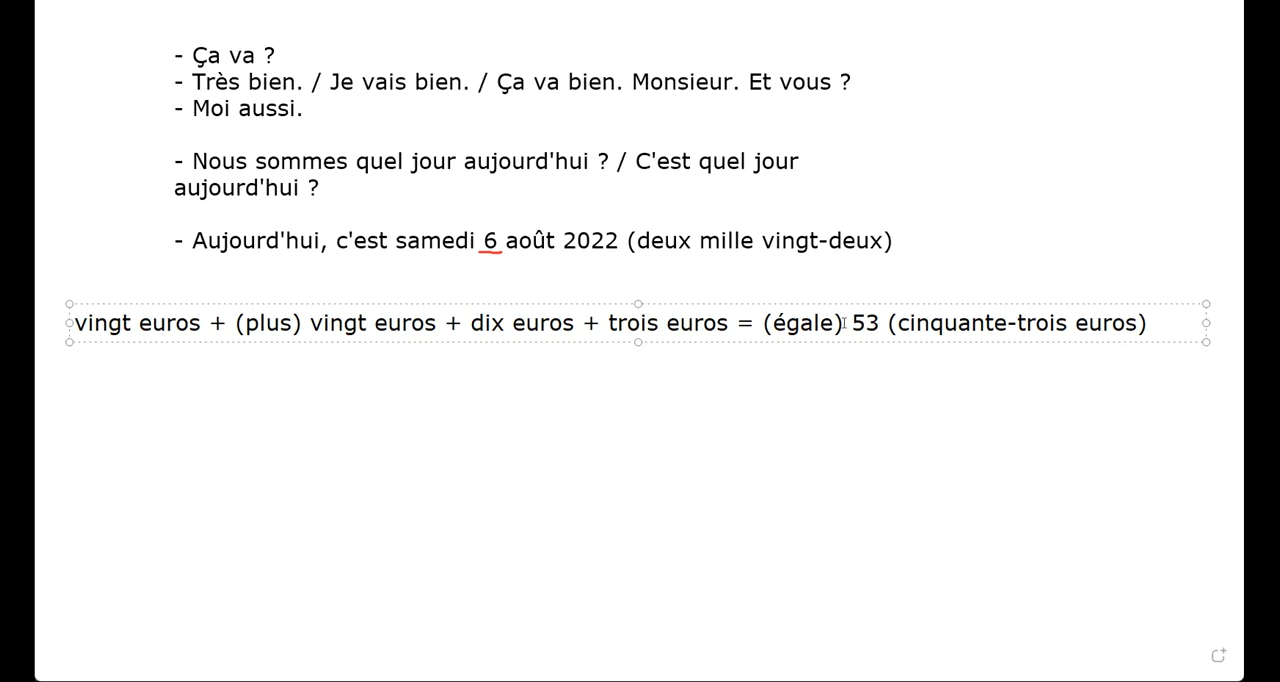 - Ça va ?
- Très bien. / Je vais bien. / Ça va bien. Monsieur. Et vous ?
- Moi aussi.
- Nous sommes quel jour aujourd'hui ? / C'est quel jour
aujourd'hui ?
- Aujourd'hui, c'est samedi 6 août 2022 (deux mille vingt-deux)
vingt euros + (plus) vingt euros + dix euros + trois euros = (égale) 53 (cinquante-trois euros)